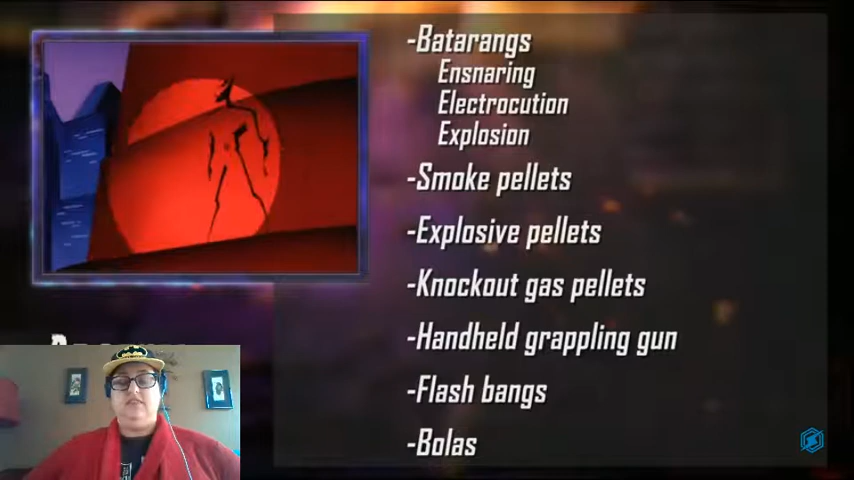 -Batarangs
Ensnaring
Electrocution
Explosion
-Smoke pellets
-Explosive pellets
-Knockout gas pellets
-Handheld grappling gun
-Flash bangs
-Bolas